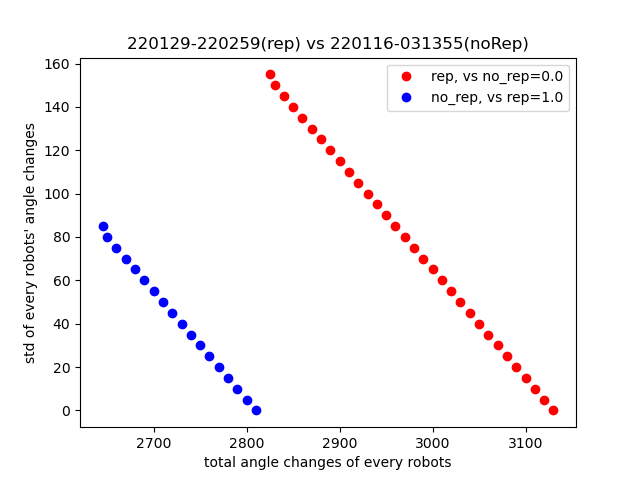 220129-220259(rep) vs 220116-031355(noRep)
rep, vs no_rep=0.0
no_rep, vs rep=1.0
std of every robots' angle changes
160
140
120
100
80
60
40
20
0
2700 2800 2900 3000 3100
total angle changes of every robots